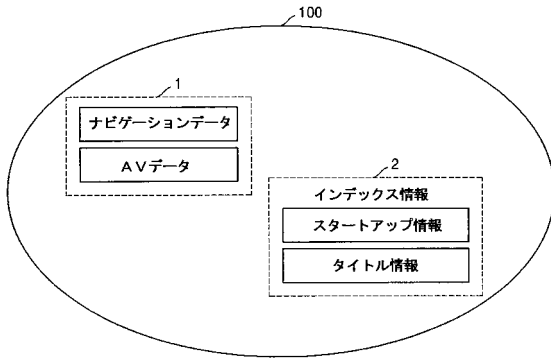 100
1
ナビゲーションデータ
AVデータ
2
インデックス情報
スタートアップ情報
タイトル情報